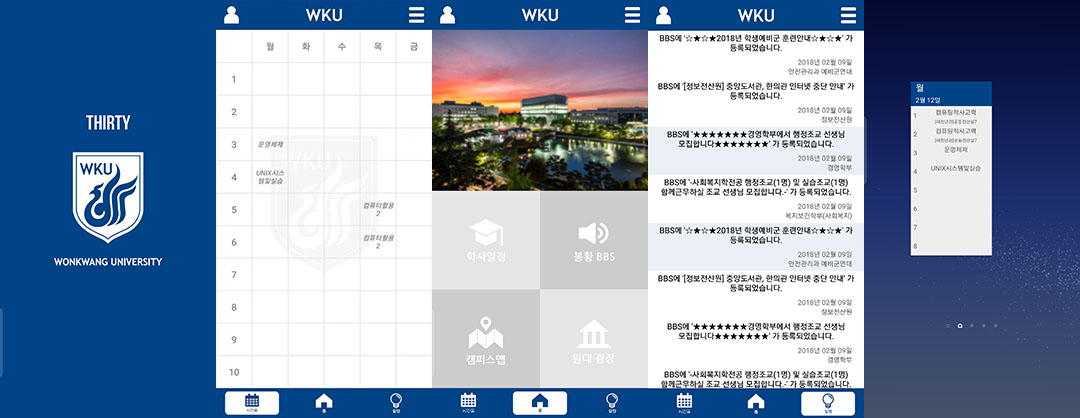 THIRTY
WKU
WONKWANG UNIVERSITY
WKU
월 화 수 목 금
1
2
3 운영체제
4 UNIX시스
템및실습
5 컴퓨터활용
2
6 컴퓨터활용
2
7
8
9
10
WKU
시간표 홈 알림
WKU
학사일정 봉황 BBS
캠퍼스맵 원대 광장
시간표 홈 알림
WKU
BBS에 '☆★☆★2018년 학생예비군 훈련안내☆★☆★' 가
등록되었습니다.
2018년 02월 09일
안전관리과 예비군연대
BBS에 '[정보전산원] 중앙도서관, 한의관 인터넷 중단 안내' 가
등록되었습니다.
2018년 02월 09일
정보전산원
BBS에 '★★★★★★★경영학부에서 행정조교 선생님
모집합니다★★★★★★★' 가 등록되었습니다.
2018년 02월 09일
경영학부
BBS에 '-사회복지학전공 행정조교(1명) 및 실습조교(1명)
함께근무하실 조교 선생님 모집합니다.-' 가 등록되었습니다.
2018년 02월 09일
복지보건학부(사회복지)
BBS에 '☆★☆★2018년 학생예비군 훈련안내☆★☆★' 가
등록되었습니다.
2018년 02월 09일
안전관리과 예비군연대
BBS에 '[정보전산원] 중앙도서관, 한의관 인터넷 중단 안내' 가
등록되었습니다.
2018년 02월 09일
정보전산원
BBS에 '★★★★★★★경영학부에서 행정조교 선생님
모집합니다★★★★★★★' 가 등록되었습니다.
2018년 02월 09일
경영학부
BBS에 '-사회복지학전공 행정조교(1명) 및 실습조교(1명)
함께근무하실 조교 선생님 모집합니다.-' 가 등록되었습니다.
시간표 홈 알림
월
2월 12일
1 컴퓨팅적사고력
2 컴퓨팅적사고력
3 운영체제
4 UNIX시스템및실습
5
6
7
8